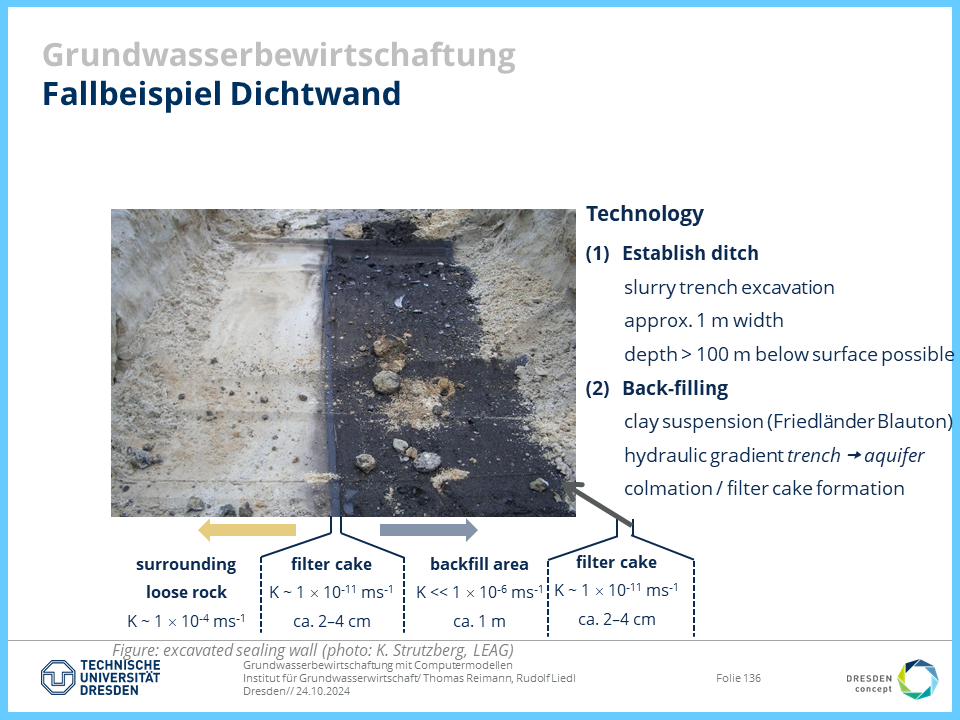 Grundwasserbewirtschaftung
Fallbeispiel Dichtwand
Technology
(1) Establish ditch
slurry trench excavation
approx. 1 m width
depth > 100 m below surface possible
(2) Back-filling
clay suspension (Friedländer Blauton)
hydraulic gradient trench → aquifer
colmation / filter cake formation
surrounding
loose rock
K ~ 1 × 10⁻⁴ ms⁻¹
filter cake
K ~ 1 × 10⁻¹¹ ms⁻¹
ca. 2–4 cm
backfill area
K << 1 × 10⁻⁶ ms⁻¹
ca. 1 m
filter cake
K ~ 1 × 10⁻¹¹ ms⁻¹
ca. 2–4 cm
Figure: excavated sealing wall (photo: K. Strutzberg, LEAG)
TECHNISCHE
UNIVERSITÄT
DRESDEN
Grundwasserbewirtschaftung mit Computermodellen
Institut für Grundwasserwirtschaft/ Thomas Reimann, Rudolf Liedl
Dresden// 24.10.2024
Folie 136
DRESDEN
concept